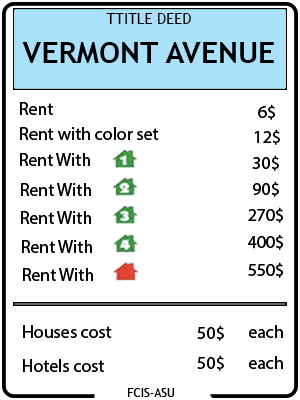 TTITLE DEED
VERMONT AVENUE
Rent 6$
Rent with color set 12$
Rent With 1 30$
Rent With 2 90$
Rent With 3 270$
Rent With 4 400$
Rent With 550$
Houses cost 50$ each
Hotels cost 50$ each
FCIS-ASU